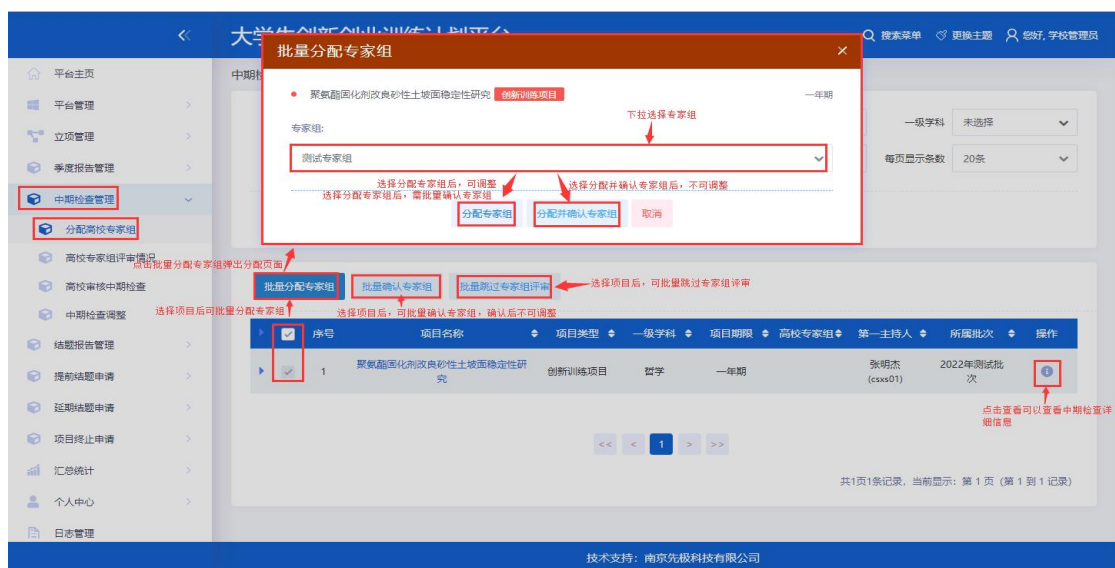 大学生创新创业训练计划平台
搜索菜单 更换主题 您好, 学校管理员
批量分配专家组 ×
聚氨酯固化剂改良砂性土坡面稳定性研究 创新训练项目 一年期
下拉选择专家组
专家组:
测试专家组
选择分配专家组后，可调整
选择分配专家组后，需批量确认专家组
选择分配并确认专家组后，不可调整
分配专家组 分配并确认专家组 取消
一级学科 未选择
每页显示条数 20条
平台主页
平台管理
立项管理
季度报告管理
中期检查管理
分配高校专家组
高校专家组评审情况
高校审核中期检查
中期检查调整
结题报告管理
提前结题申请
延期结题申请
项目终止申请
汇总统计
个人中心
日志管理
点击批量分配专家组弹出分配页面
批量分配专家组 批量确认专家组 批量跳过专家组评审
选择项目后，可批量跳过专家组评审
选择项目后可批量分配专家组
选择项目后，可批量确认专家组，确认后不可调整
序号 项目名称 项目类型 一级学科 项目期限 高校专家组 第一主持人 所属批次 操作
1 聚氨酯固化剂改良砂性土坡面稳定性研 创新训练项目 哲学 一年期 张明杰 2022年测试批
究 (csxs01) 次
点击查看可以查看中期检查详
细信息
<< < 1 > >>
共1页1条记录, 当前显示: 第 1 页 (第 1 到 1 记录)
技术支持：南京先极科技有限公司